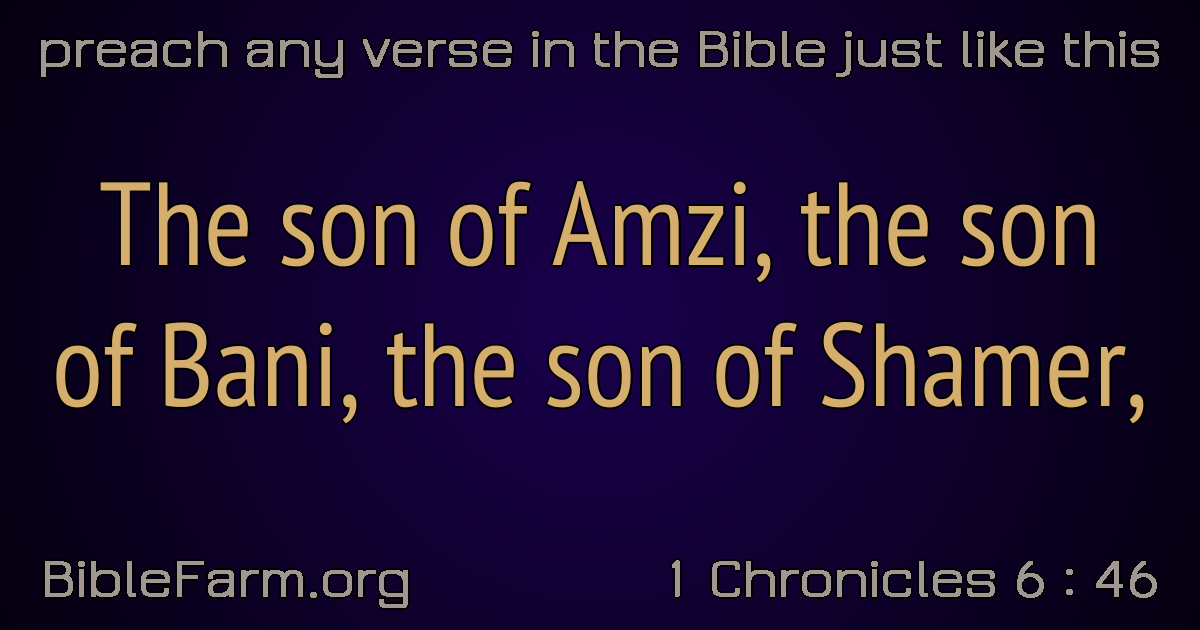 preach any verse in the Bible just like this
The son of Amzi, the son
of Bani, the son of Shamer,
BibleFarm.org
1 Chronicles 6 : 46